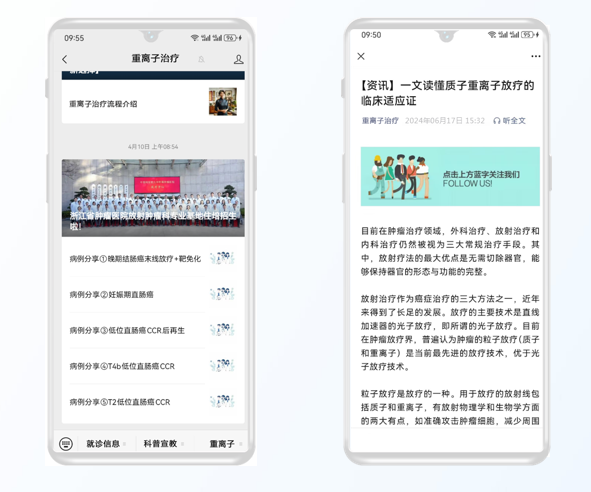 09:55
96
重离子治疗
重离子治疗流程介绍
4月10日 上午08:54
浙江省肿瘤医院放射肿瘤科专业基地住培招生
啦!
病例分享①晚期结肠癌末线放疗+靶免化
病例分享②妊娠期直肠癌
病例分享③低位直肠癌CCR后再生
病例分享④T4b低位直肠癌CCR
病例分享⑤T2低位直肠癌CCR
就诊信息
科普宣教
重离子
09:50
95
【资讯】一文读懂质子重离子放疗的
临床适应证
重离子治疗 2024年06月17日 15:32 听全文
点击上方蓝字关注我们
FOLLOW US!
目前在肿瘤治疗领域，外科治疗、放射治疗和
内科治疗仍然被视为三大常规治疗手段。其
中，放射疗法的最大优点是无需切除器官，能
够保持器官的形态与功能的完整。
放射治疗作为癌症治疗的三大方法之一，近年
来得到了长足的发展。放疗的主要技术是直线
加速器的光子放疗，即所谓的光子放疗。目前
在肿瘤放疗界，普遍认为肿瘤的粒子放疗(质子
和重离子）是当前最先进的放疗技术，优于光
子放疗技术。
粒子放疗是放疗的一种。用于放疗的放射线包
括质子和重离子，有放射物理学和生物学方面
的两大有点，如准确攻击肿瘤细胞，减少周围